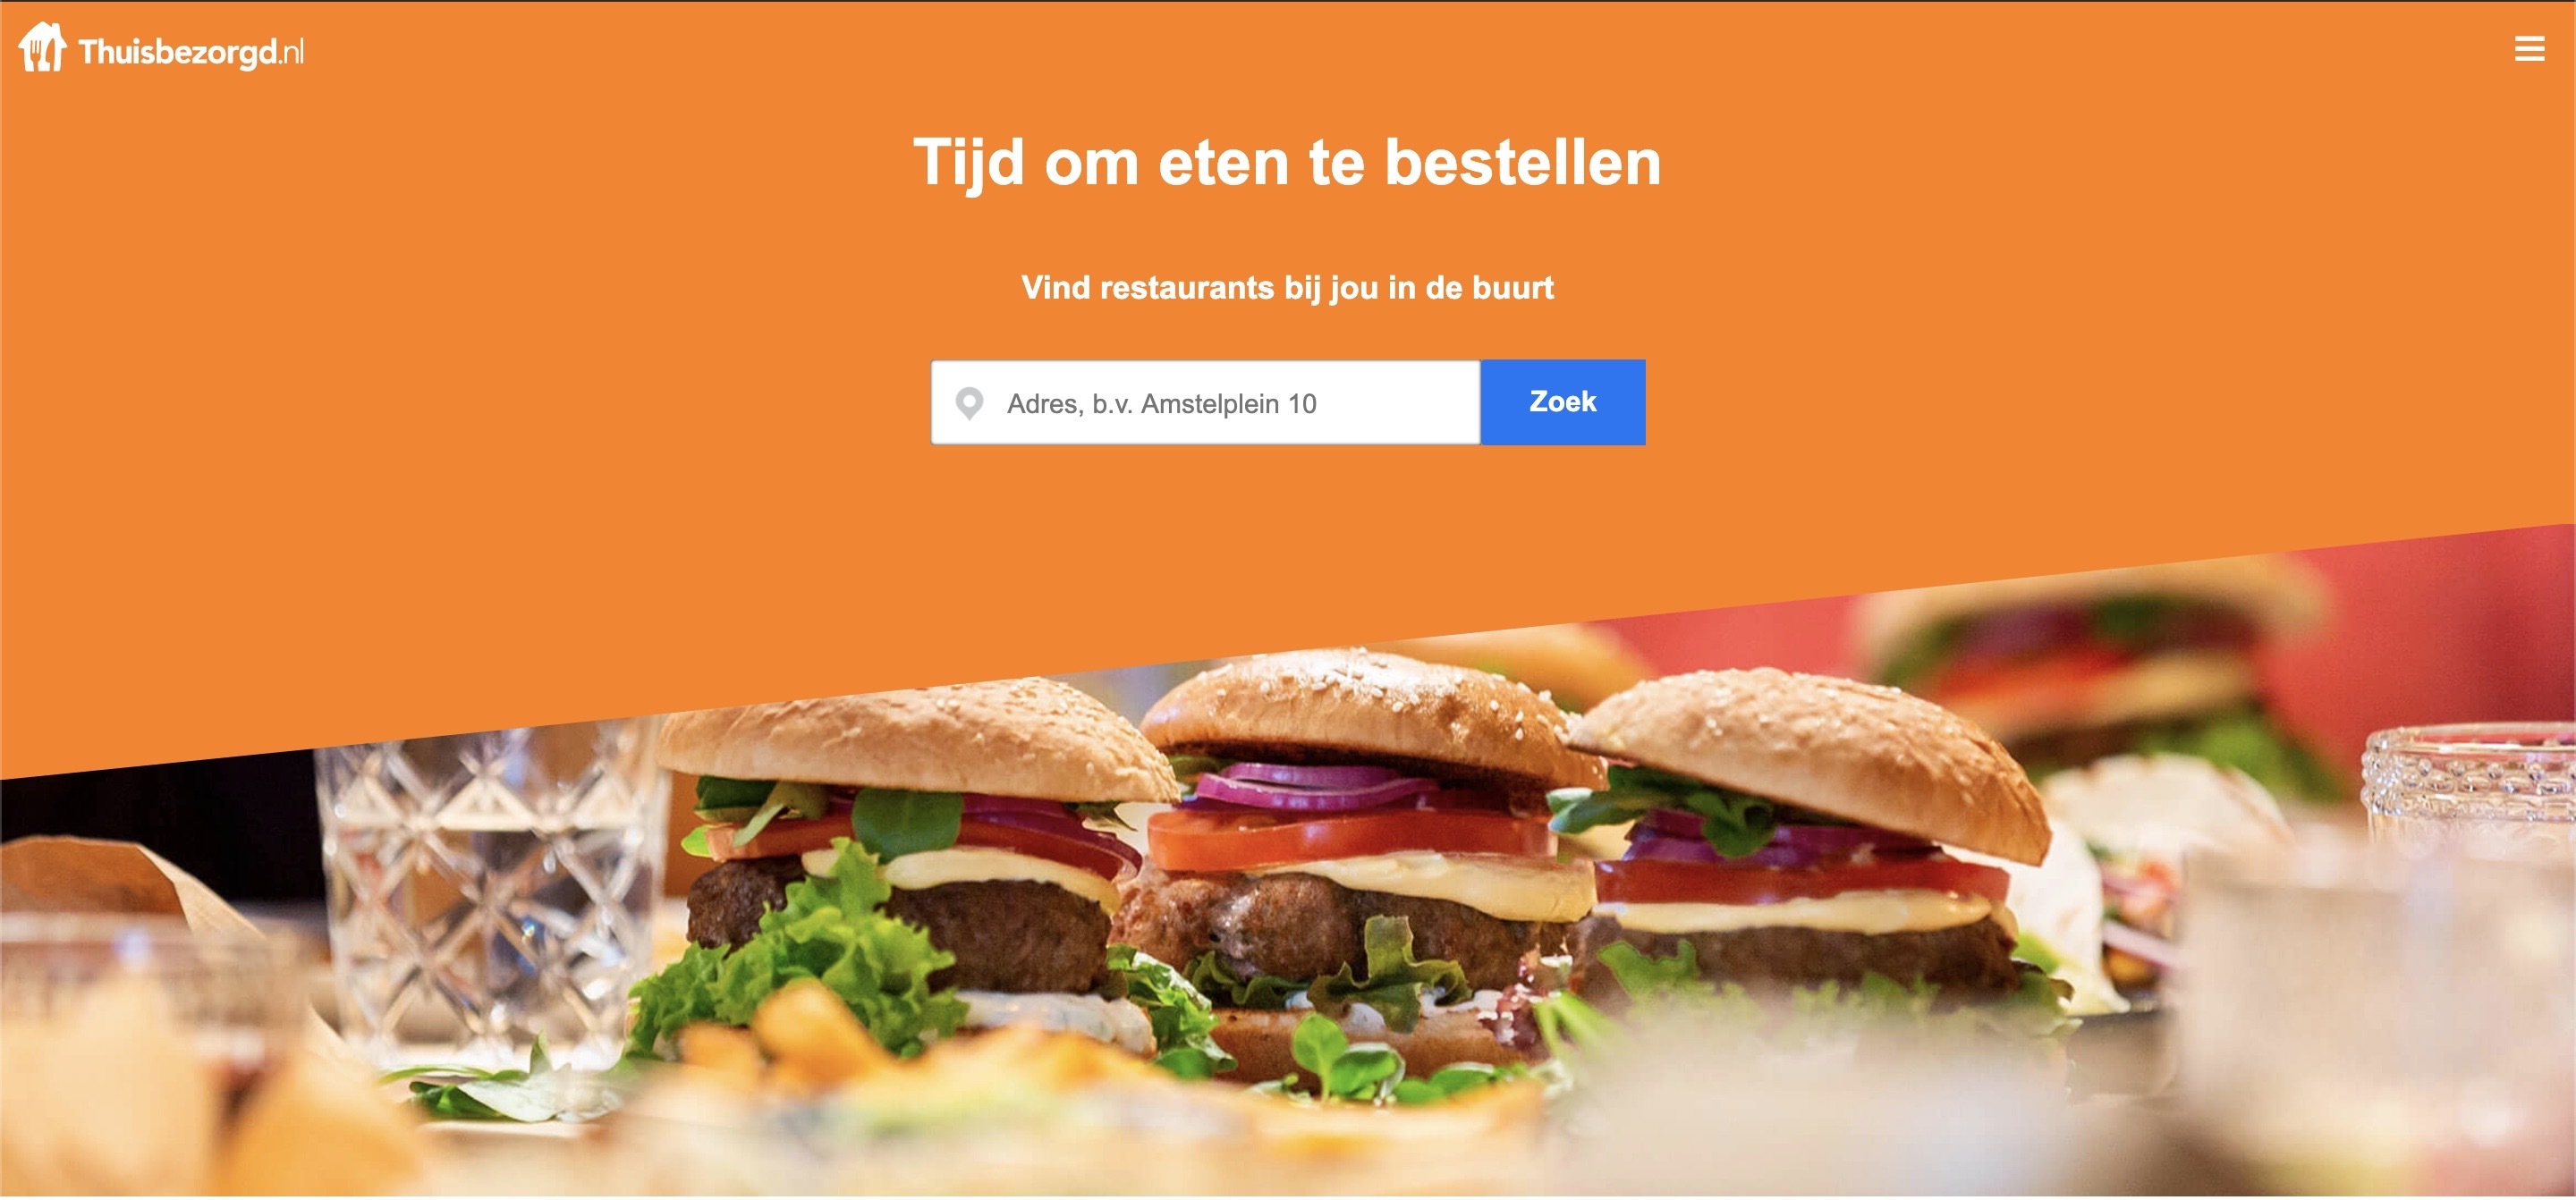 Thuisbezorgd.nl
Tijd om eten te bestellen
Vind restaurants bij jou in de buurt
Adres, b.v. Amstelplein 10
Zoek